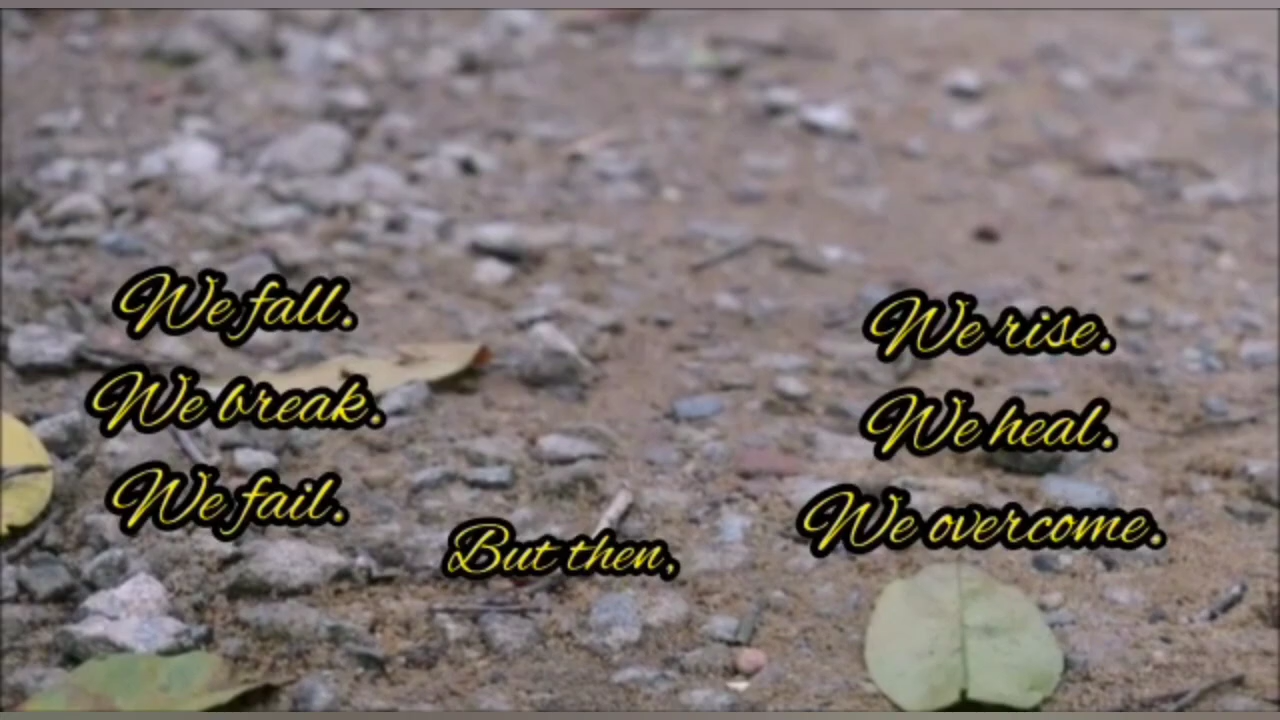 We fall.
We break.
We fail.
But then,
We rise.
We heal.
We overcome.